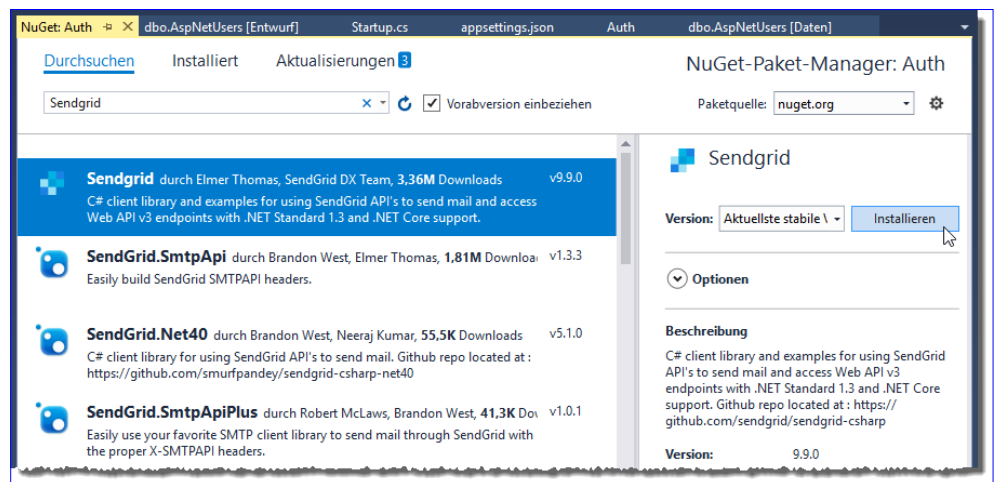 NuGet: Auth dbo.AspNetUsers [Entwurf] Startup.cs appsettings.json Auth dbo.AspNetUsers [Daten]
Durchsuchen Installiert Aktualisierungen 3
NuGet-Paket-Manager: Auth
Sendgrid
Vorabversion einbeziehen
Paketquelle: nuget.org
Sendgrid durch Elmer Thomas, SendGrid DX Team, 3,36M Downloads v9.9.0
C# client library and examples for using SendGrid API's to send mail and access
Web API v3 endpoints with .NET Standard 1.3 and .NET Core support.
SendGrid.SmtpApi durch Brandon West, Elmer Thomas, 1,81M Downloa v1.3.3
Easily build SendGrid SMTPAPI headers.
SendGrid.Net40 durch Brandon West, Neeraj Kumar, 55,5K Downloads v5.1.0
C# client library for using SendGrid API's to send mail. Github repo located at :
https://github.com/smurfpandey/sendgrid-csharp-net40
SendGrid.SmtpApiPlus durch Robert McLaws, Brandon West, 41,3K Do v1.0.1
Easily use your favorite SMTP client library to send mail through SendGrid with
the proper X-SMTPAPI headers.
Sendgrid
Version: Aktuellste stabile Installieren
Optionen
Beschreibung
C# client library and examples for using SendGrid
API's to send mail and access Web API v3
endpoints with .NET Standard 1.3 and .NET Core
support. Github repo located at : https://
github.com/sendgrid/sendgrid-csharp
Version: 9.9.0